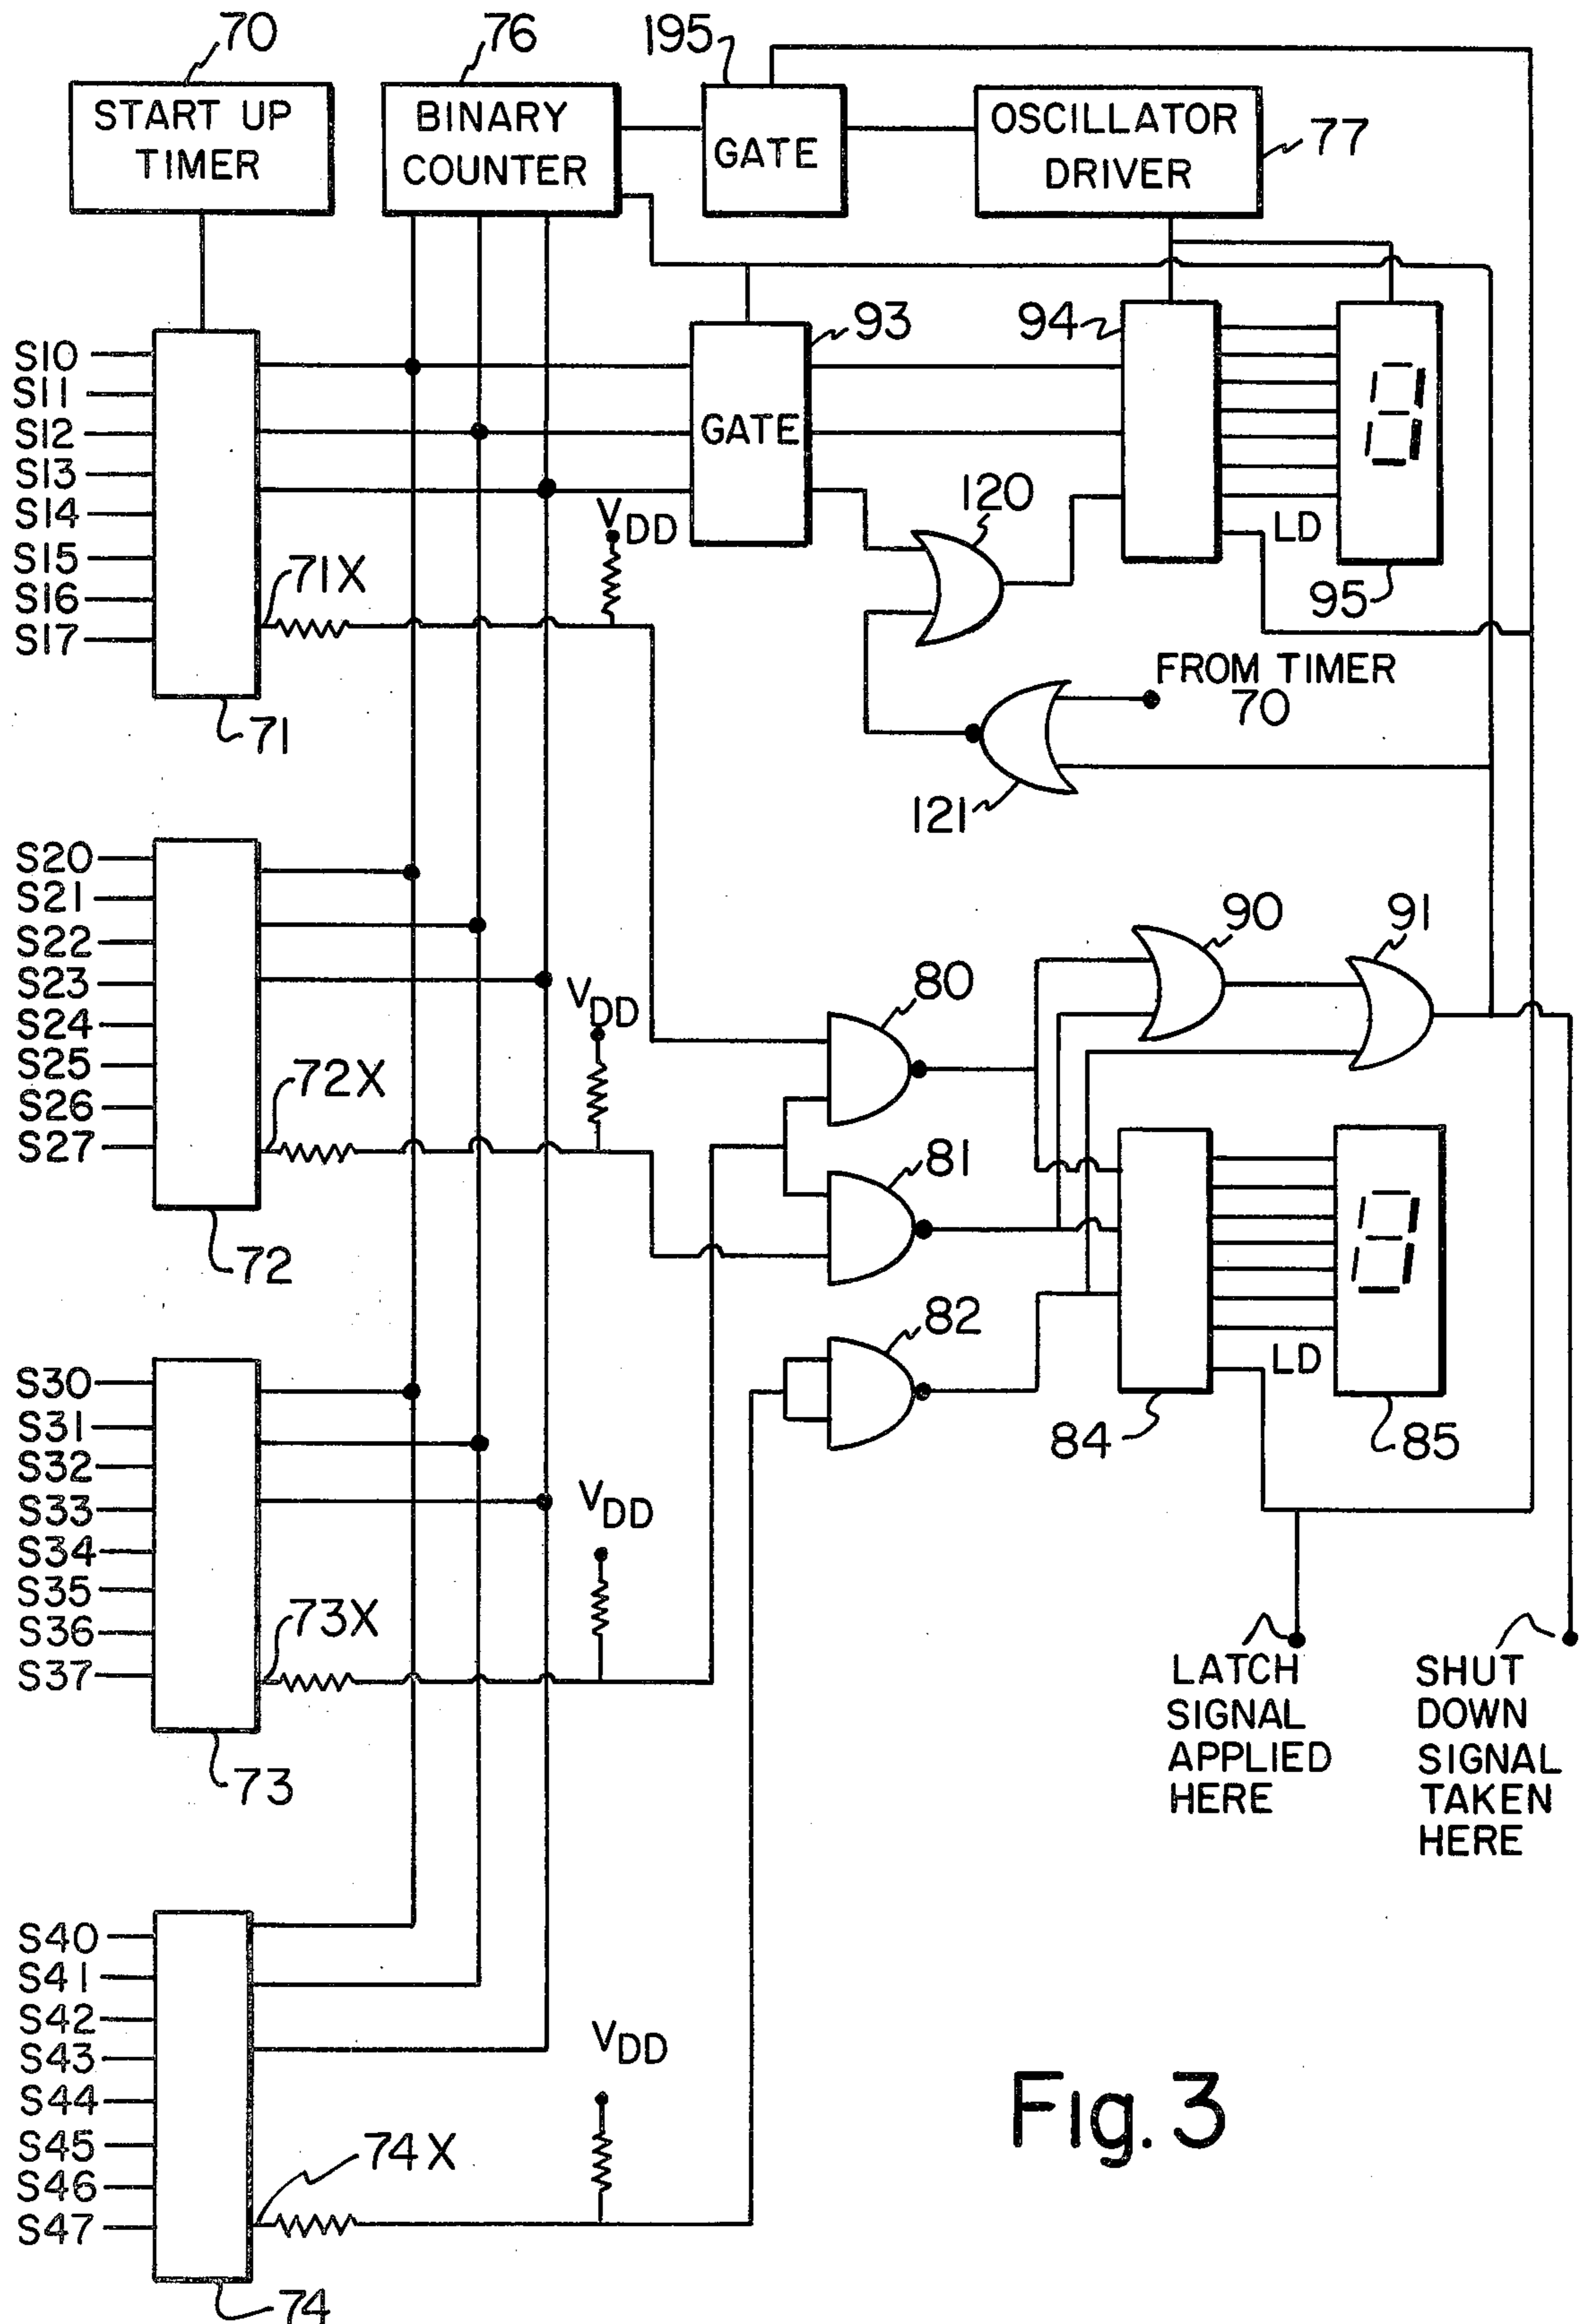 70
76
195
START UP
TIMER
BINARY
COUNTER
GATE
OSCILLATOR
DRIVER
77
93
94
S10
S11
S12
S13
S14
S15
S16
S17
GATE
VDD
71X
71
120
LD
95
FROM TIMER
70
121
S20
S21
S22
S23
S24
S25
S26
S27
VDD
72X
72
80
90
91
81
82
LD
84
85
S30
S31
S32
S33
S34
S35
S36
S37
VDD
73X
73
LATCH
SIGNAL
APPLIED
HERE
SHUT
DOWN
SIGNAL
TAKEN
HERE
S40
S41
S42
S43
S44
S45
S46
S47
VDD
74X
74
Fig. 3